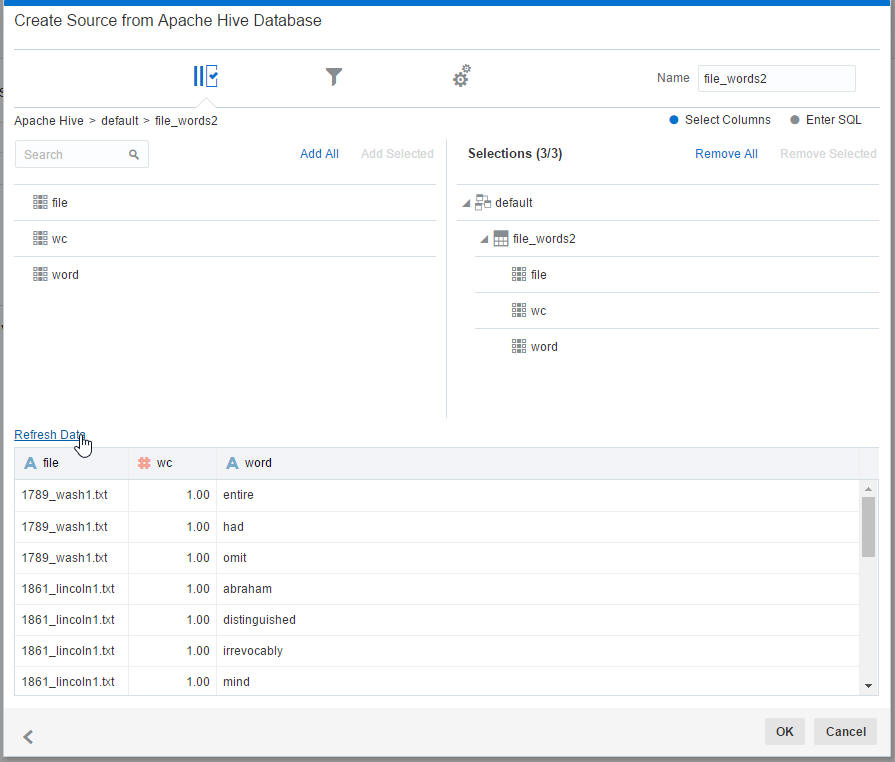 Create Source from Apache Hive Database
Name file_words2
Apache Hive > default > file_words2
Select Columns Enter SQL
Search Add All Add Selected
Selections (3/3) Remove All Remove Selected
file
wc
word
default
file_words2
file
wc
word
Refresh Data
A file # wc A word
1789_wash1.txt 1.00 entire
1789_wash1.txt 1.00 had
1789_wash1.txt 1.00 omit
1861_lincoln1.txt 1.00 abraham
1861_lincoln1.txt 1.00 distinguished
1861_lincoln1.txt 1.00 irrevocably
1861_lincoln1.txt 1.00 mind
OK Cancel